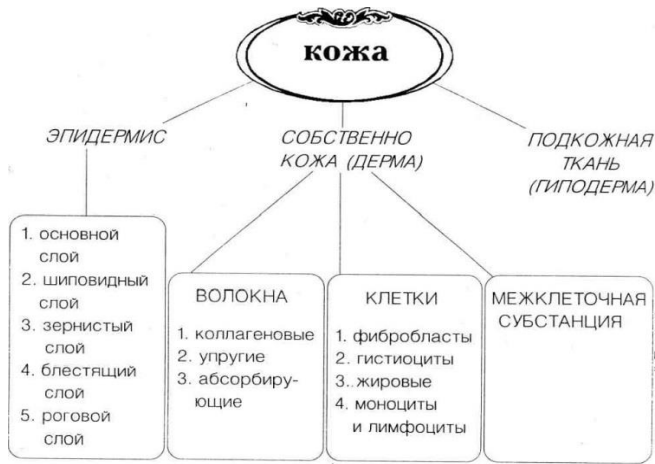 кожа
ЭПИДЕРМИС
СОБСТВЕННО
КОЖА (ДЕРМА)
ПОДКОЖНАЯ
ТКАНЬ
(ГИПОДЕРМА)
1. основной
слой
2. шиповидный
слой
3. зернистый
слой
4. блестящий
слой
5. роговой
слой
ВОЛОКНА
1. коллагеновые
2. упругие
3. абсорбирую-
ющие
КЛЕТКИ
1. фибробласты
2. гистиоциты
3. жировые
4. моноциты
и лимфоциты
МЕЖКЛЕТОЧНАЯ
СУБСТАНЦИЯ